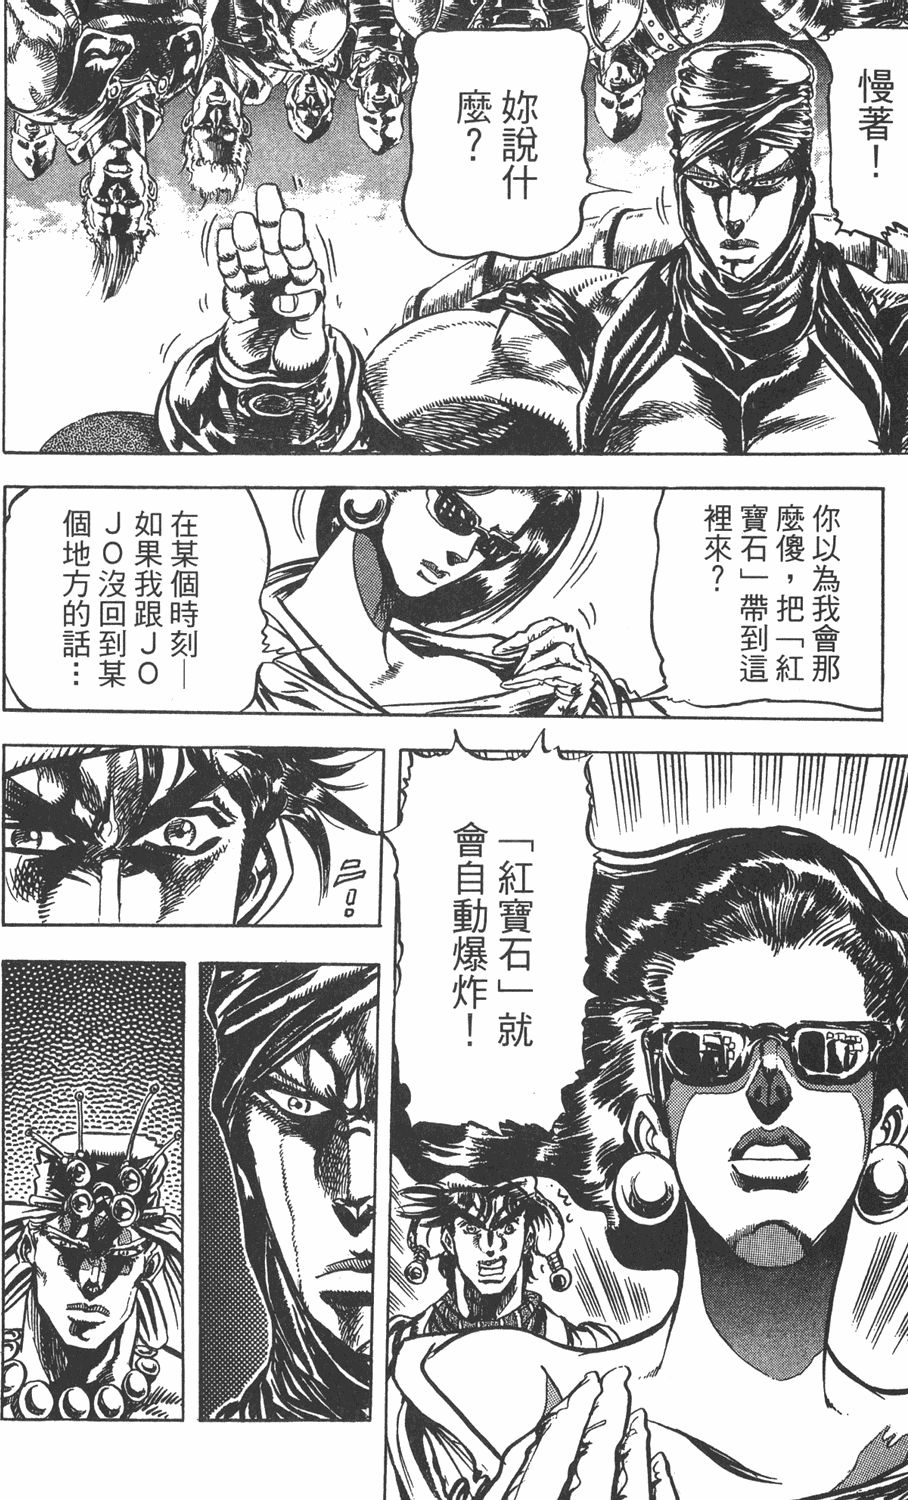 慢著！
妳說什
麼？
你以為我會那
麼傻，把「紅
寶石」帶到這
裡來？
在某個時刻—
如果我跟ＪＯ
ＪＯ沒回到某
個地方的話…
「紅寶石」就
會自動爆炸！